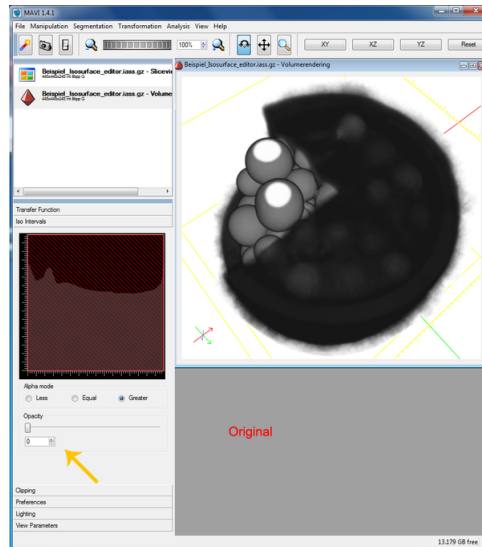 MAVI 1.4.1
File Manipulation Segmentation Transformation Analysis View Help
100%
XY
XZ
YZ
Reset
Beispiel_Isosurface_editor.iass.gz - Slicevie
Beispiel_Isosurface_editor.iass.gz - Volume
Beispiel_Isosurface_editor.iass.gz - Volumerendering
Transfer Function
Iso Intervals
Alpha mode
Less
Equal
Greater
Opacity
0
Original
Clipping
Preferences
Lighting
View Parameters
13.179 GB free